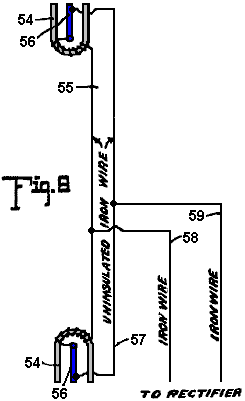 54
56
55
59
Fig. 8
UNINSULATED IRON WIRE
58
IRON WIRE
IRON WIRE
57
54
56
TO RECTIFIER